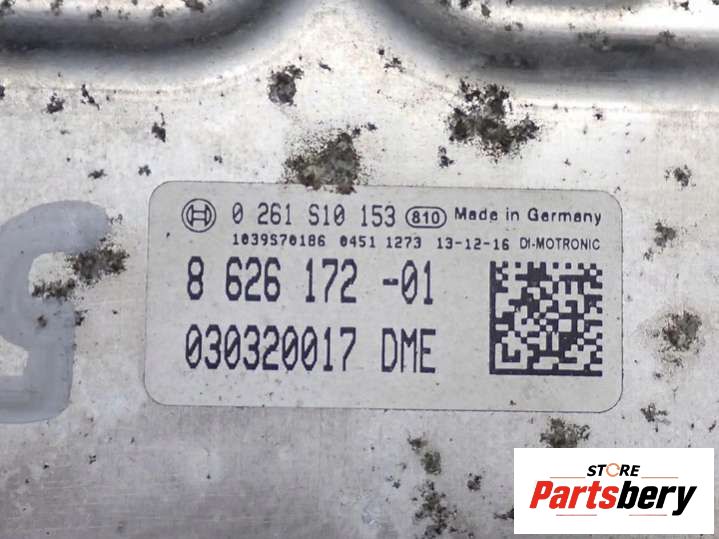 0 261 S10 153 810 Made in Germany
1039S70186 0451 1273 13-12-16 DI-MOTRONIC
8 626 172 -01
030320017 DME
STORE
Partsbery